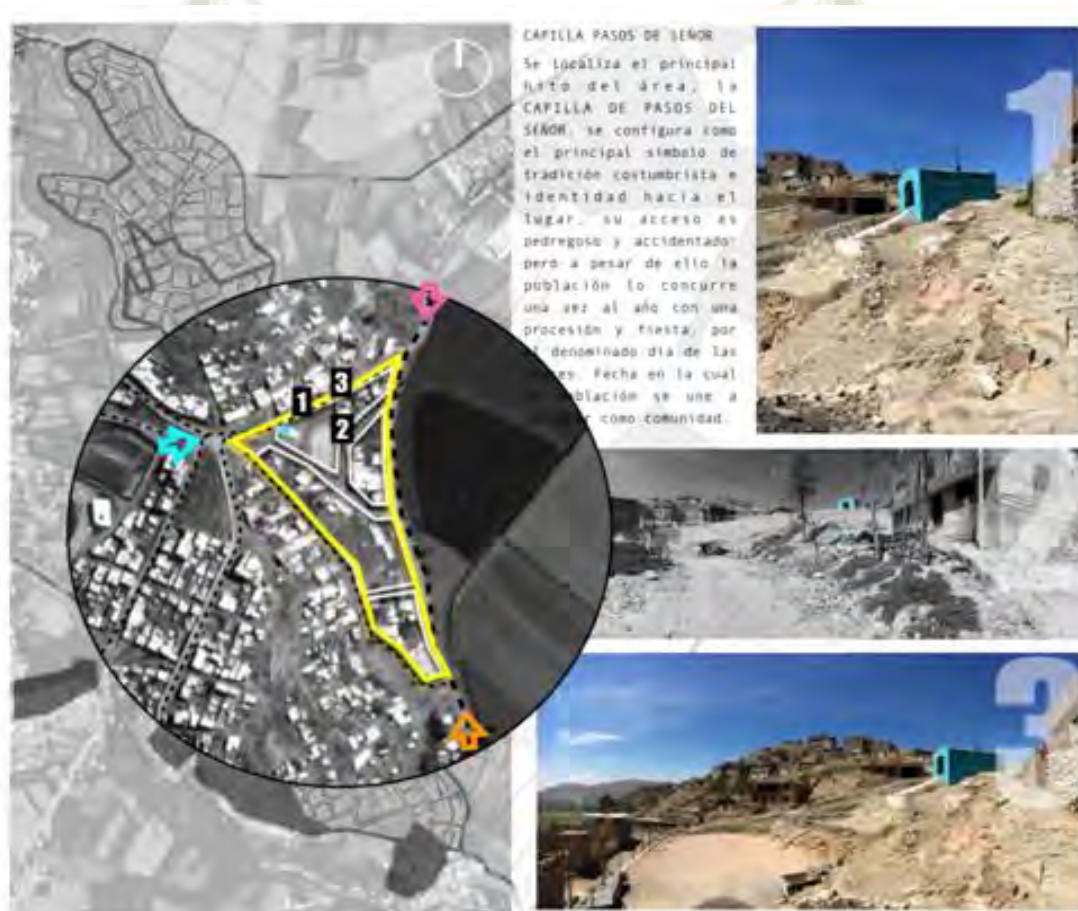 CAPILLA PASOS DE SEÑOR
Se Localiza el principal
hito del área, la
CAPILLA DE PASOS DEL
SEÑOR, se configura como
el principal símbolo de
tradición costumbrista e
identidad hacia el
lugar, su acceso es
pedregoso y accidentado
pero a pesar de ello la
población lo concurre
una vez al año con una
procesión y fiesta, por
denominado dia de las
Fecha en la cual
se une a
como comunidad.
1
3
2
1
3